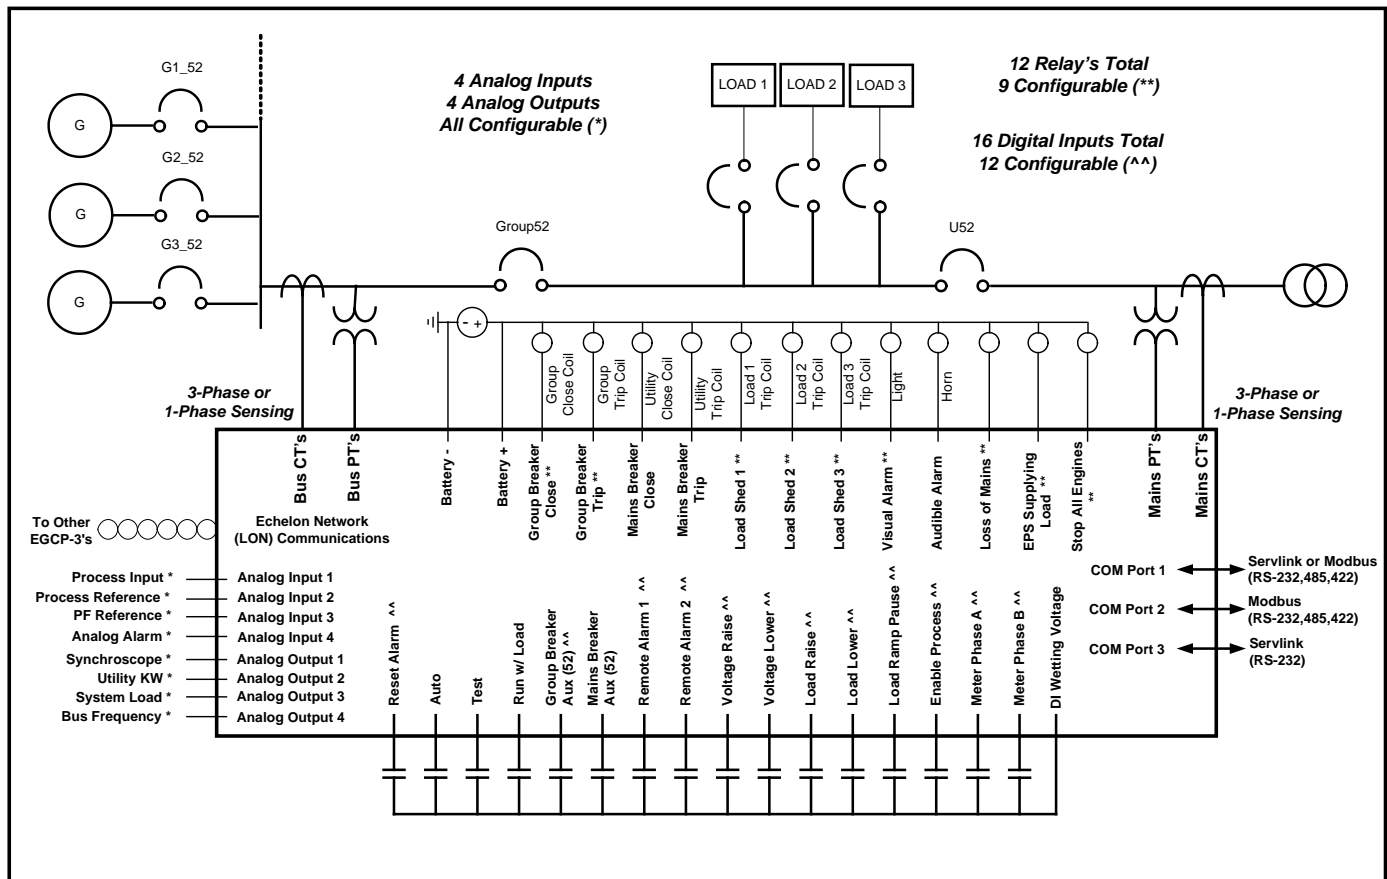 G1_52
G
G2_52
G
G3_52
G
4 Analog Inputs
4 Analog Outputs
All Configurable (*)
LOAD 1
LOAD 2
LOAD 3
12 Relay's Total
9 Configurable (**)
16 Digital Inputs Total
12 Configurable (^^)
Group52
U52
- +
3-Phase or
1-Phase Sensing
Group
Close Coil
Group
Trip Coil
Utility
Close Coil
Utility
Trip Coil
Load 1
Trip Coil
Load 2
Trip Coil
Load 3
Trip Coil
Light
Horn
3-Phase or
1-Phase Sensing
Bus CT's
Bus PT's
Battery -
Battery +
Group Breaker
Close **
Group Breaker
Trip **
Mains Breaker
Close
Mains Breaker
Trip
Load Shed 1 **
Load Shed 2 **
Load Shed 3 **
Visual Alarm **
Audible Alarm
Loss of Mains **
EPS Supplying
Load **
Stop All Engines
**
Mains PT's
Mains CT's
To Other
EGCP-3's
Echelon Network
(LON) Communications
Process Input *
Analog Input 1
Process Reference *
Analog Input 2
PF Reference *
Analog Input 3
Analog Alarm *
Analog Input 4
Synchroscope *
Analog Output 1
Utility KW *
Analog Output 2
System Load *
Analog Output 3
Bus Frequency *
Analog Output 4
COM Port 1
Servlink or Modbus
(RS-232,485,422)
COM Port 2
Modbus
(RS-232,485,422)
COM Port 3
Servlink
(RS-232)
Reset Alarm ^^
Auto
Test
Run w/ Load
Group Breaker
Aux (52) ^^
Mains Breaker
Aux (52)
Remote Alarm 1 ^^
Remote Alarm 2 ^^
Voltage Raise ^^
Voltage Lower ^^
Load Raise ^^
Load Lower ^^
Load Ramp Pause ^^
Enable Process ^^
Meter Phase A ^^
Meter Phase B ^^
DI Wetting Voltage